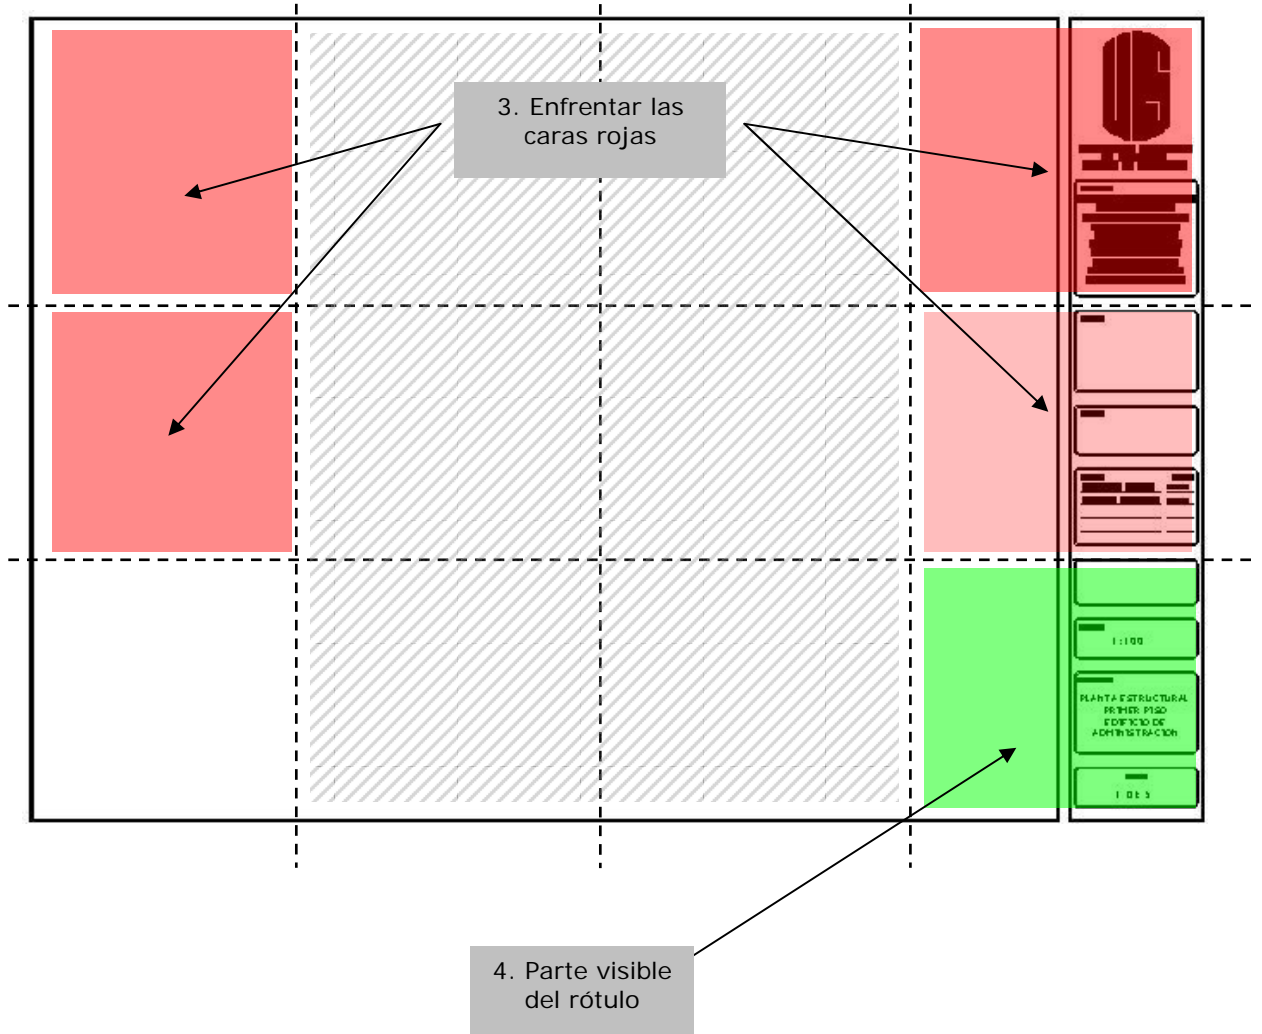 3. Enfrentar las
caras rojas
1:100
PLANTA ESTRUCTURAL
PRIMER PISO
EDIFICIO DE
ADMINISTRACION
1 DE 5
4. Parte visible
del rótulo